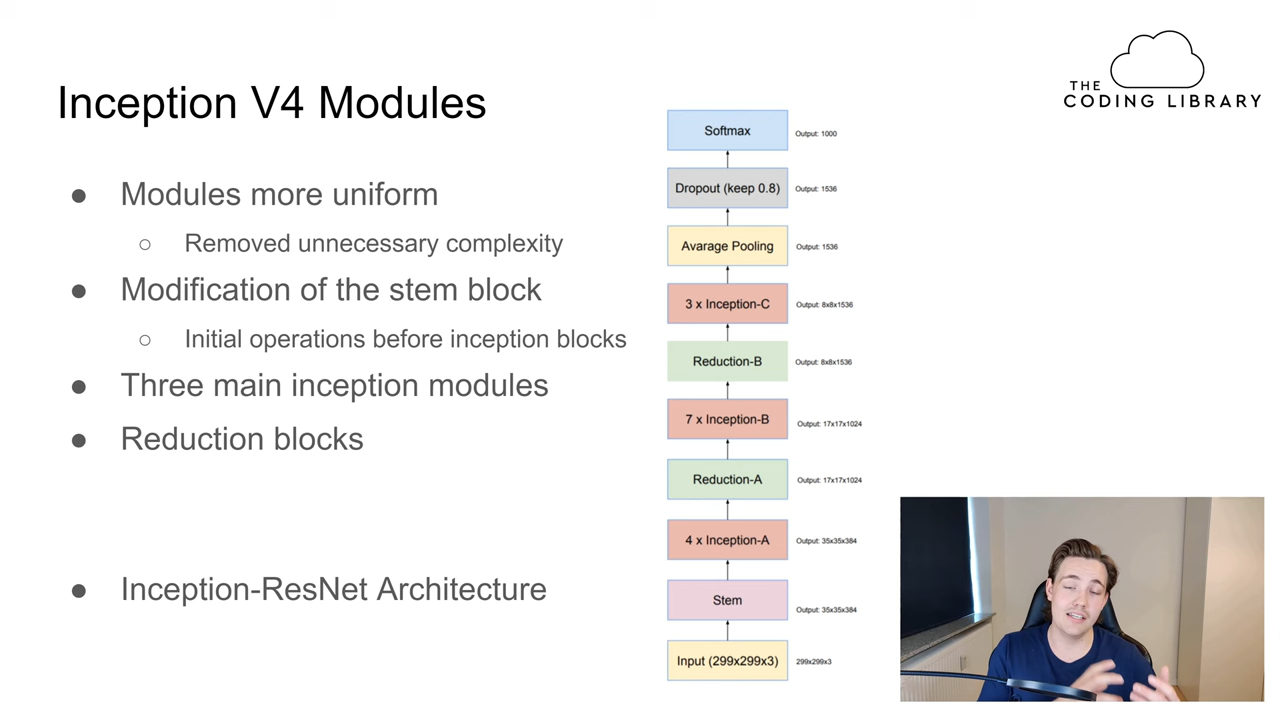 THE
CODING LIBRARY
Inception V4 Modules
● Modules more uniform
○ Removed unnecessary complexity
● Modification of the stem block
○ Initial operations before inception blocks
● Three main inception modules
● Reduction blocks
● Inception-ResNet Architecture
Softmax Output: 1000
Dropout (keep 0.8) Output: 1536
Avarage Pooling Output: 1536
3 x Inception-C Output: 8x8x1536
Reduction-B Output: 8x8x1536
7 x Inception-B Output: 17x17x1024
Reduction-A Output: 17x17x1024
4 x Inception-A Output: 35x35x384
Stem Output: 35x35x384
Input (299x299x3) 299x299x3